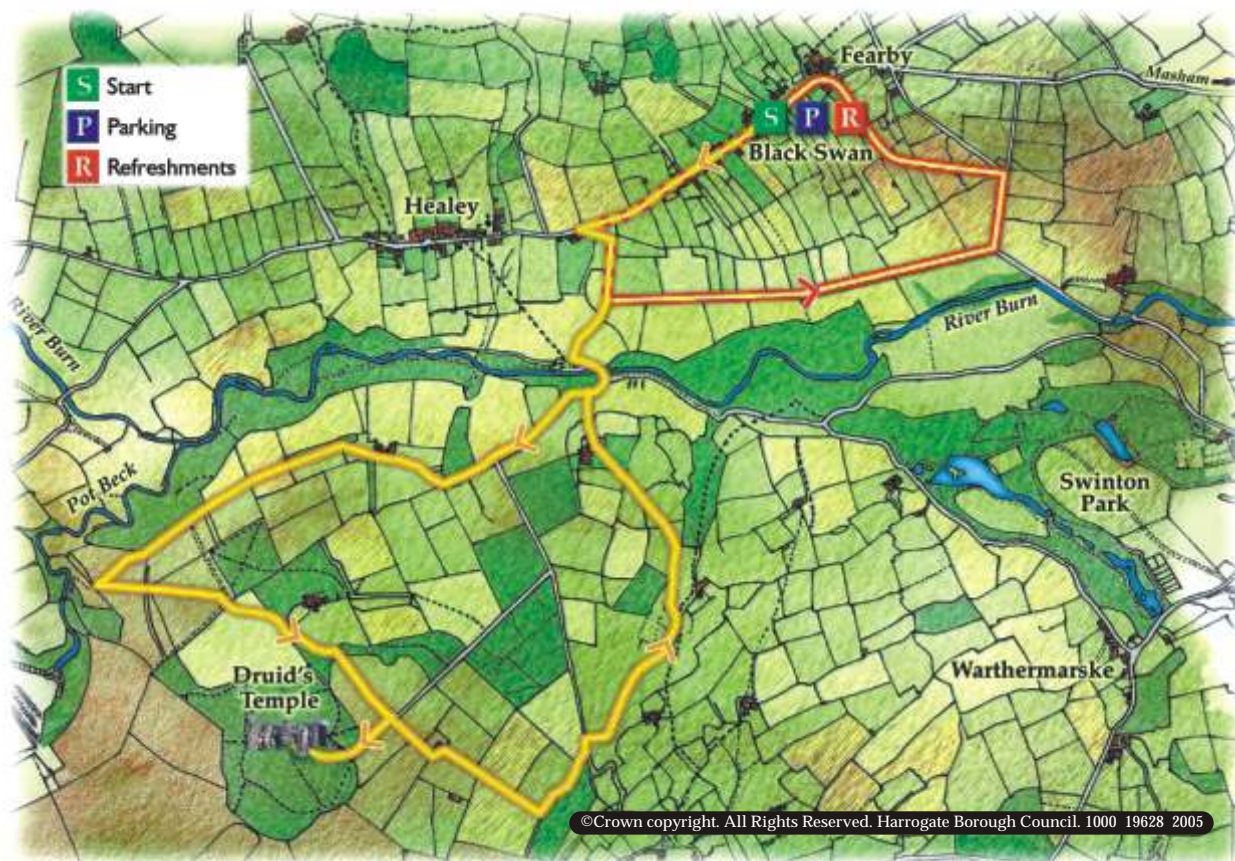 S Start
P Parking
R Refreshments
Fearby
Masham
S P R
Black Swan
Healey
River Burn
River Burn
Pot Beck
Swinton
Park
Druid's
Temple
Warthermarske
©Crown copyright. All Rights Reserved. Harrogate Borough Council. 1000 19628 2005